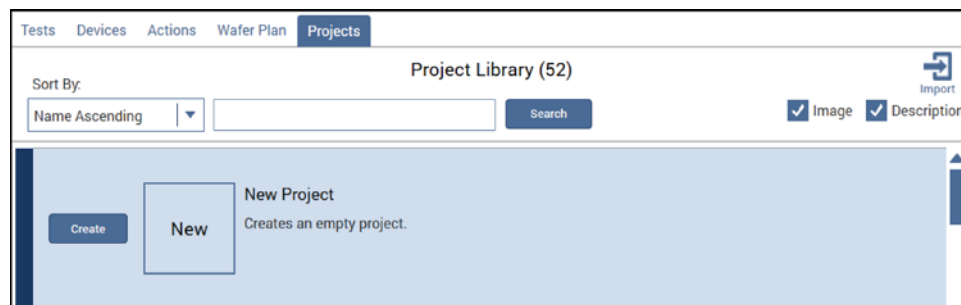 Tests Devices Actions Wafer Plan Projects
Project Library (52)
Import
Sort By:
Name Ascending Search Image Description
New Project
Creates an empty project.
Create New